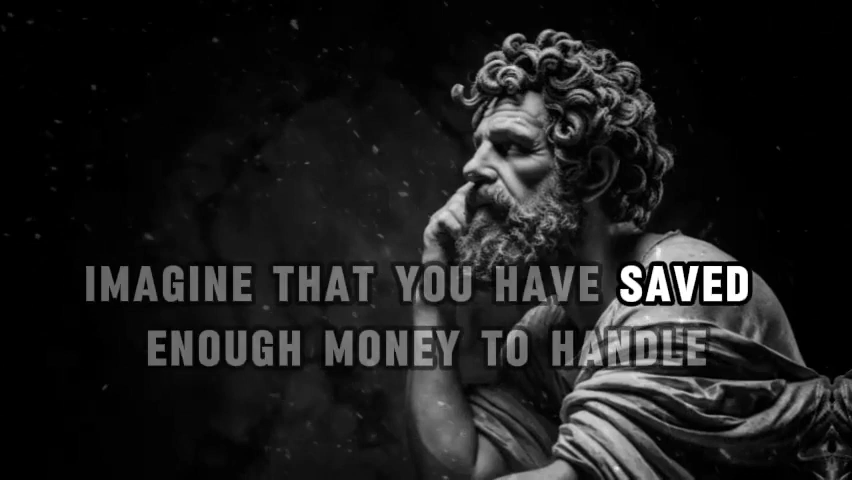 IMAGINE THAT YOU HAVE SAVED
ENOUGH MONEY TO HANDLE